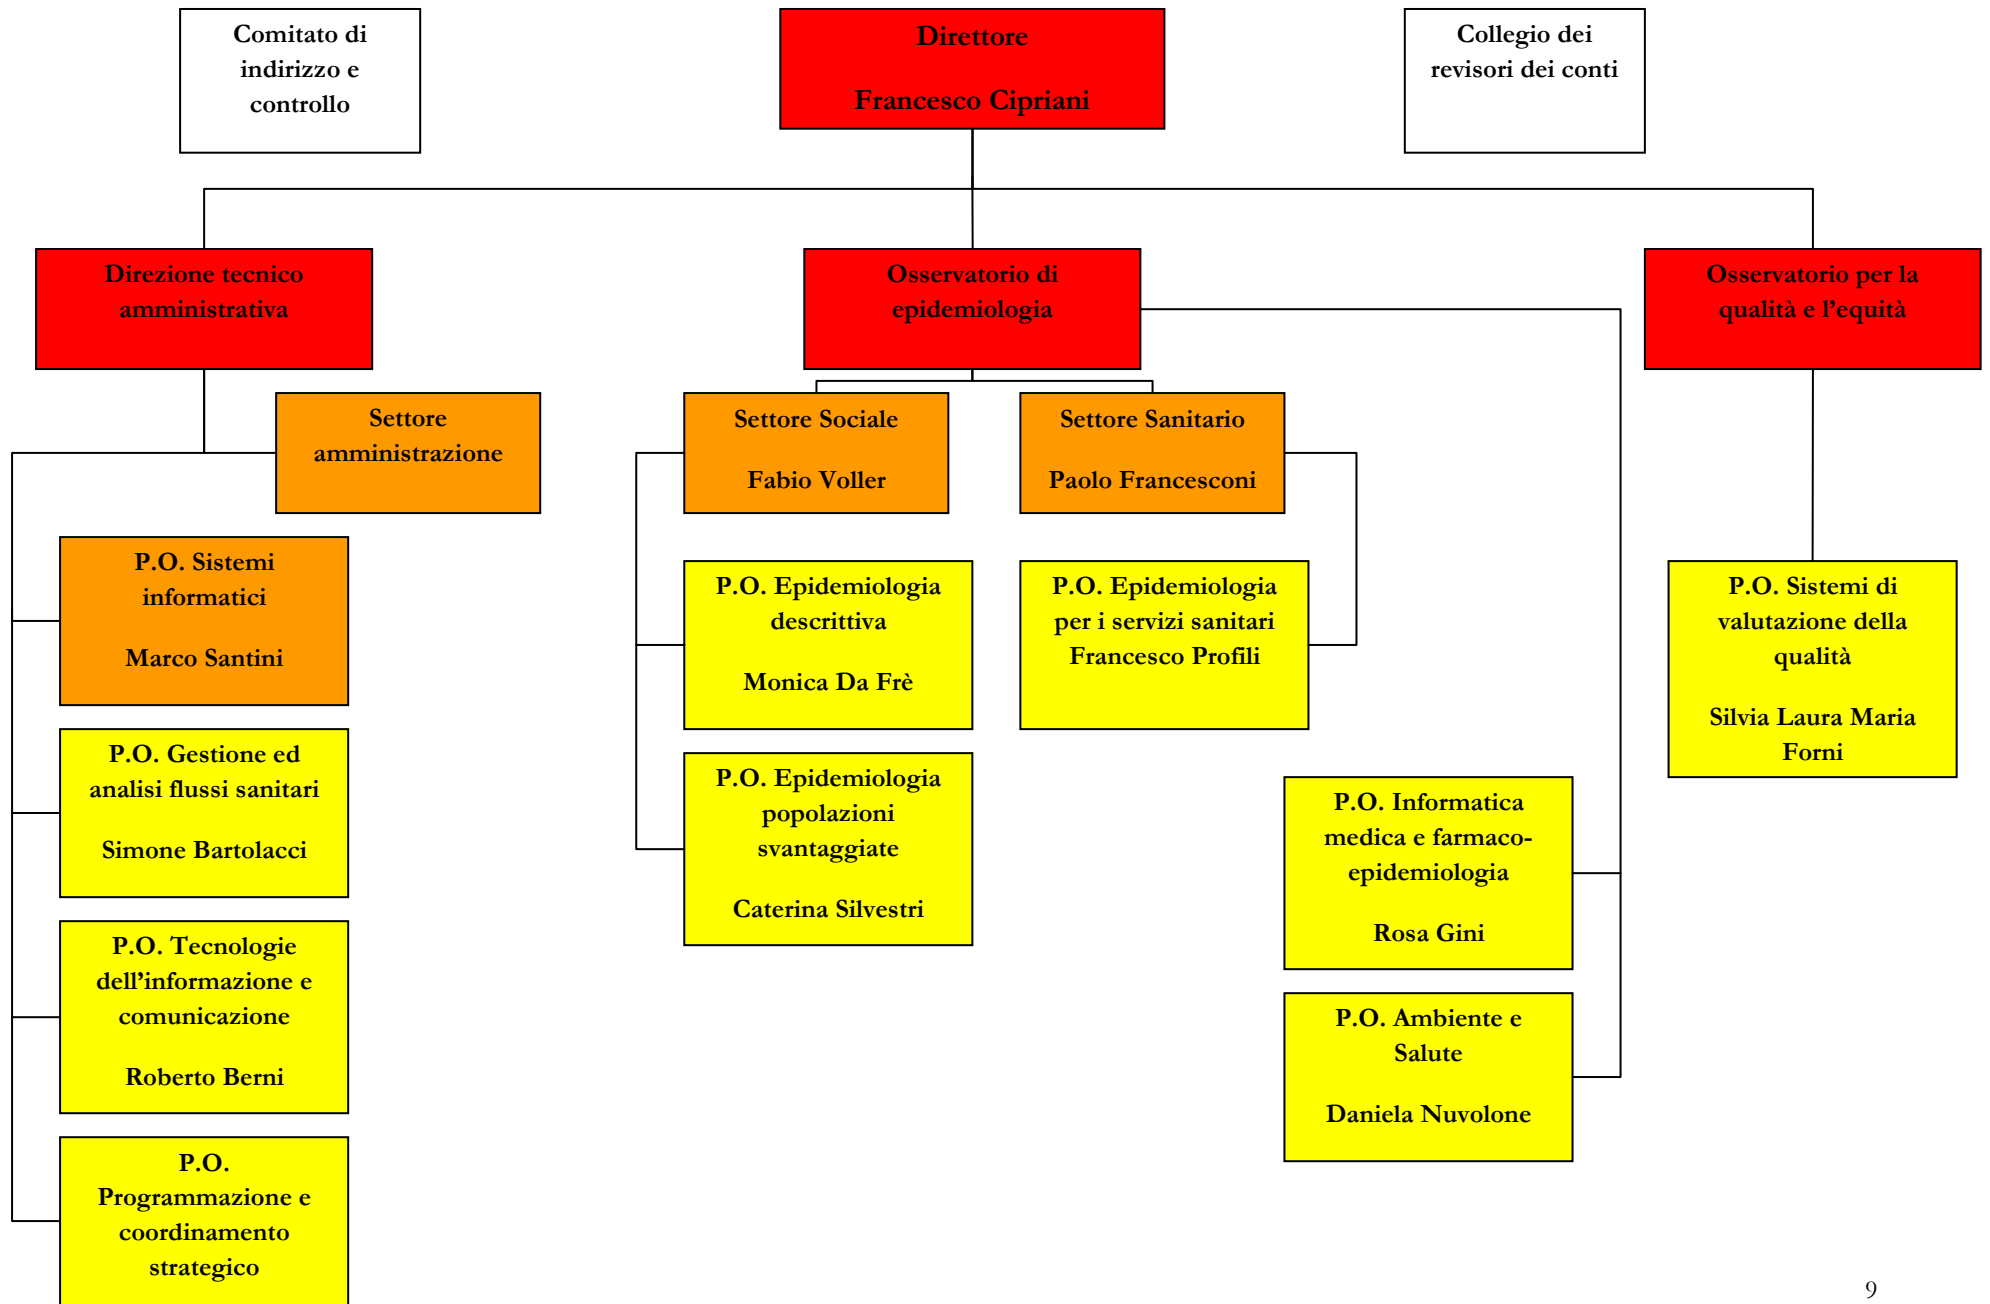 Comitato di
indirizzo e
controllo
Direttore
Francesco Cipriani
Collegio dei
revisori dei conti
Direzione tecnico
amministrativa
Osservatorio di
epidemiologia
Osservatorio per la
qualità e l’equità
Settore
amministrazione
Settore Sociale
Fabio Voller
Settore Sanitario
Paolo Francesconi
P.O. Sistemi
informatici
Marco Santini
P.O. Epidemiologia
descrittiva
Monica Da Frè
P.O. Epidemiologia
per i servizi sanitari
Francesco Profili
P.O. Sistemi di
valutazione della
qualità
Silvia Laura Maria
Forni
P.O. Gestione ed
analisi flussi sanitari
Simone Bartolacci
P.O. Epidemiologia
popolazioni
svantaggiate
Caterina Silvestri
P.O. Informatica
medica e farmaco-
epidemiologia
Rosa Gini
P.O. Tecnologie
dell’informazione e
comunicazione
Roberto Berni
P.O. Ambiente e
Salute
Daniela Nuvolone
P.O.
Programmazione e
coordinamento
strategico
9